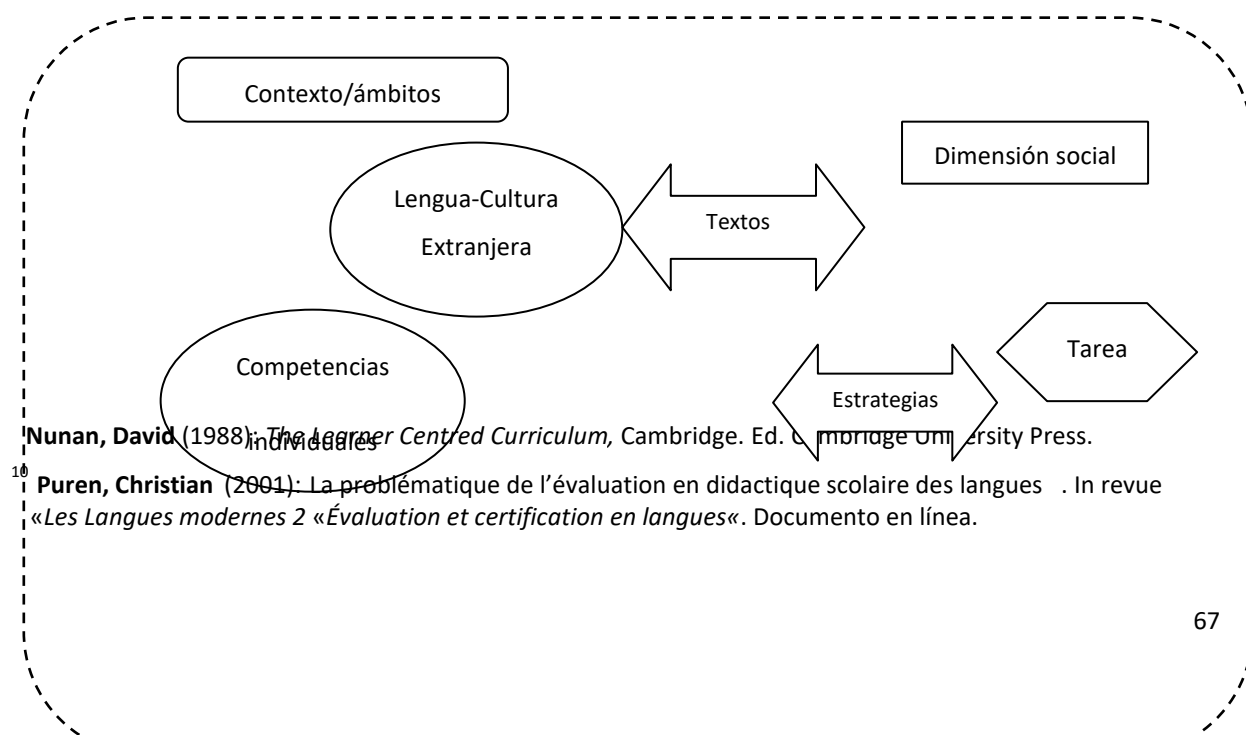 Contexto/ámbitos
Dimensión social
Lengua-Cultura
Extranjera
Textos
Tarea
Competencias
individuales
Estrategias
Nunan, David (1988): The Learner Centred Curriculum, Cambridge. Ed. Cambridge University Press.
10 Puren, Christian (2001): La problématique de l’évaluation en didactique scolaire des langues . In revue
«Les Langues modernes 2 «Évaluation et certification en langues«. Documento en línea.
67